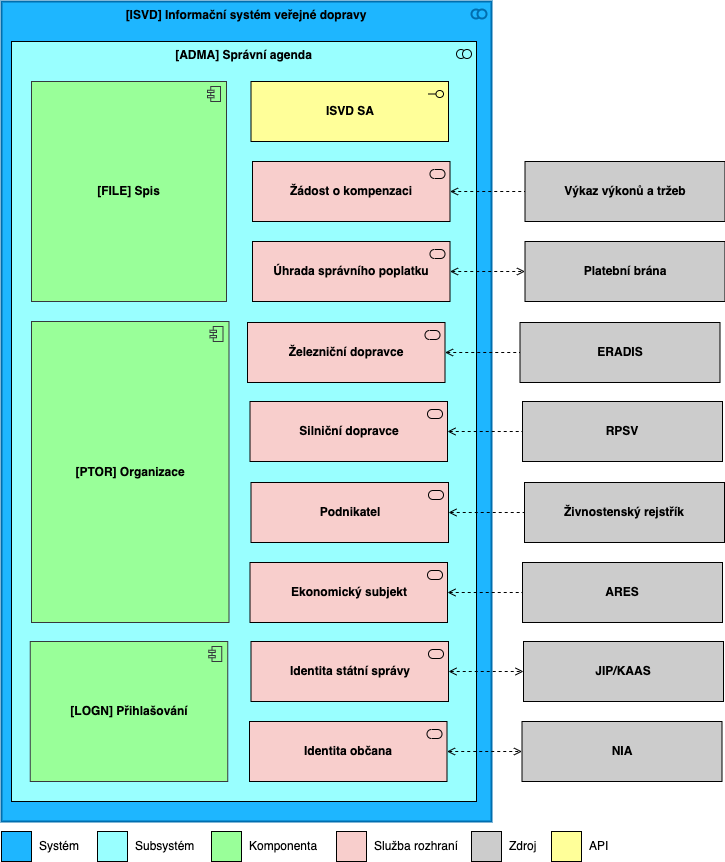 [ISVD] Informační systém veřejné dopravy
[ADMA] Správní agenda
[FILE] Spis
ISVD SA
Žádost o kompenzaci
Výkaz výkonů a tržeb
Úhrada správního poplatku
Platební brána
[PTOR] Organizace
Železniční dopravce
ERADIS
Silniční dopravce
RPSV
Podnikatel
Živnostenský rejstřík
Ekonomický subjekt
ARES
[LOGN] Přihlašování
Identita státní správy
JIP/KAAS
Identita občana
NIA
Systém
Subsystém
Komponenta
Služba rozhraní
Zdroj
API